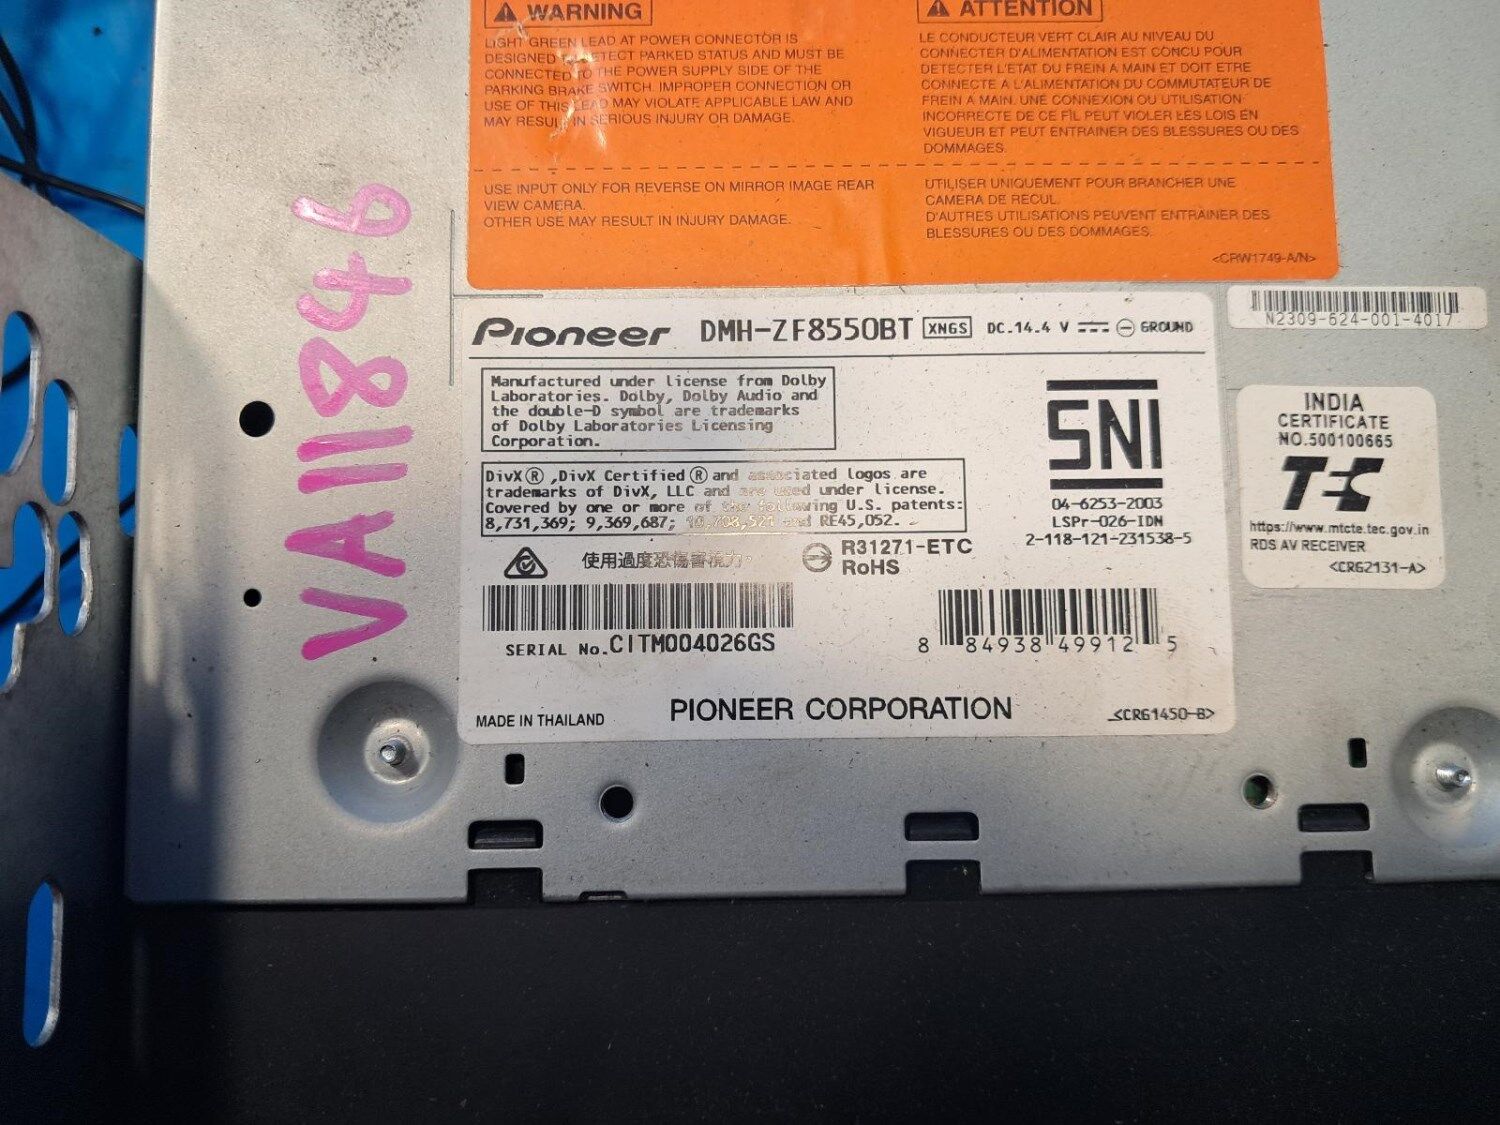 ⚠ WARNING
LIGHT GREEN LEAD AT POWER CONNECTOR IS
DESIGNED TO DETECT PARKED STATUS AND MUST BE
CONNECTED TO THE POWER SUPPLY SIDE OF THE
PARKING BRAKE SWITCH. IMPROPER CONNECTION OR
USE OF THIS LEAD MAY VIOLATE APPLICABLE LAW AND
MAY RESULT IN SERIOUS INJURY OR DAMAGE.
⚠ ATTENTION
LE CONDUCTEUR VERT CLAIR AU NIVEAU DU
CONNECTER D'ALIMENTATION EST CONCU POUR
DETECTER L'ETAT DU FREIN A MAIN ET DOIT ETRE
CONNECTE A L'ALIMENTATION DU COMMUTATEUR DE
FREIN A MAIN. UNE CONNEXION OU UTILISATION
INCORRECTE DE CE FIL PEUT VIOLER LES LOIS EN
VIGUEUR ET PEUT ENTRAINER DES BLESSURES OU DES
DOMMAGES.
USE INPUT ONLY FOR REVERSE ON MIRROR IMAGE REAR
VIEW CAMERA.
OTHER USE MAY RESULT IN INJURY DAMAGE.
UTILISER UNIQUEMENT POUR BRANCHER UNE
CAMERA DE RECUL.
D'AUTRES UTILISATIONS PEUVENT ENTRAINER DES
BLESSURES OU DES DOMMAGES.
<CRW1749-A/N>
VA11846
Pioneer DMH-ZF8550BT XNGS DC.14.4 V GROUND
N2309-624-001-4017
Manufactured under license from Dolby
Laboratories. Dolby, Dolby Audio and
the double-D symbol are trademarks
of Dolby Laboratories Licensing
Corporation.
DivX®,DivX Certified® and associated logos are
trademarks of DivX, LLC and are used under license.
Covered by one or more of the following U.S. patents:
8,731,369; 9,369,687; 10,708,521 and RE45,052.
使用過度恐傷害視力。
R31271-ETC
RoHS
SNI
04-6253-2003
LSPr-026-IDN
2-118-121-231538-5
INDIA
CERTIFICATE
NO.500100665
TEC
https://www.mtcte.tec.gov.in
RDS AV RECEIVER
<CRG2131-A>
SERIAL No.CITM004026GS
8 84938 49912 5
MADE IN THAILAND
PIONEER CORPORATION
<CRG1450-B>